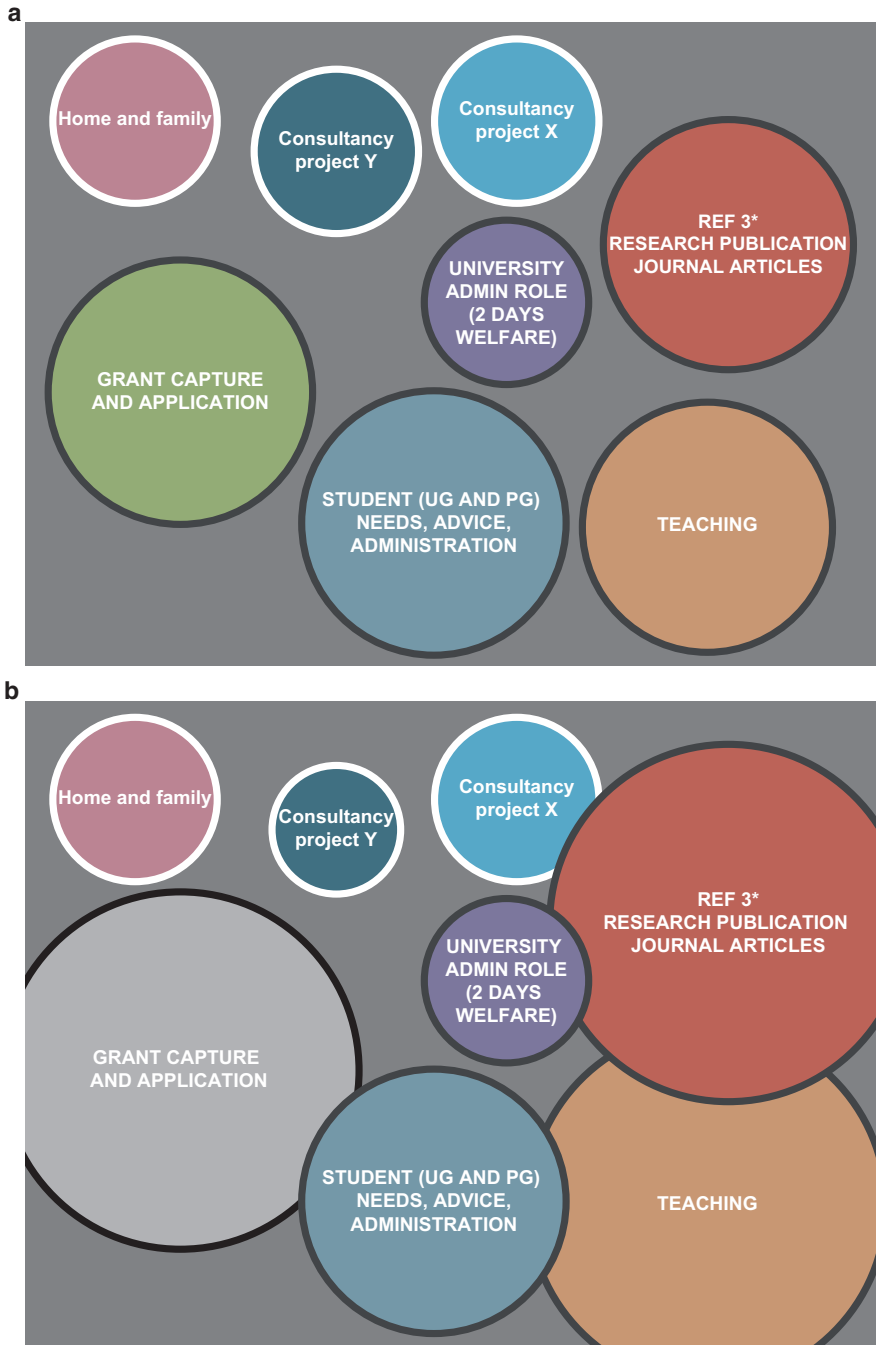 a
Home and family
Consultancy
project Y
Consultancy
project X
REF 3*
RESEARCH PUBLICATION
JOURNAL ARTICLES
UNIVERSITY
ADMIN ROLE
(2 DAYS
WELFARE)
GRANT CAPTURE
AND APPLICATION
STUDENT (UG AND PG)
NEEDS, ADVICE,
ADMINISTRATION
TEACHING
b
Home and family
Consultancy
project Y
Consultancy
project X
REF 3*
RESEARCH PUBLICATION
JOURNAL ARTICLES
UNIVERSITY
ADMIN ROLE
(2 DAYS
WELFARE)
GRANT CAPTURE
AND APPLICATION
STUDENT (UG AND PG)
NEEDS, ADVICE,
ADMINISTRATION
TEACHING